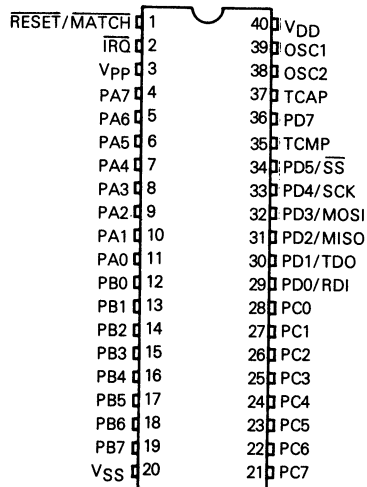 R̅E̅S̅E̅T̅/M̅A̅T̅C̅H̅ 1 40 VDD
I̅R̅Q̅ 2 39 OSC1
VPP 3 38 OSC2
PA7 4 37 TCAP
PA6 5 36 PD7
PA5 6 35 TCMP
PA4 7 34 PD5/S̅S̅
PA3 8 33 PD4/SCK
PA2 9 32 PD3/MOSI
PA1 10 31 PD2/MISO
PA0 11 30 PD1/TDO
PB0 12 29 PD0/RDI
PB1 13 28 PC0
PB2 14 27 PC1
PB3 15 26 PC2
PB4 16 25 PC3
PB5 17 24 PC4
PB6 18 23 PC5
PB7 19 22 PC6
VSS 20 21 PC7